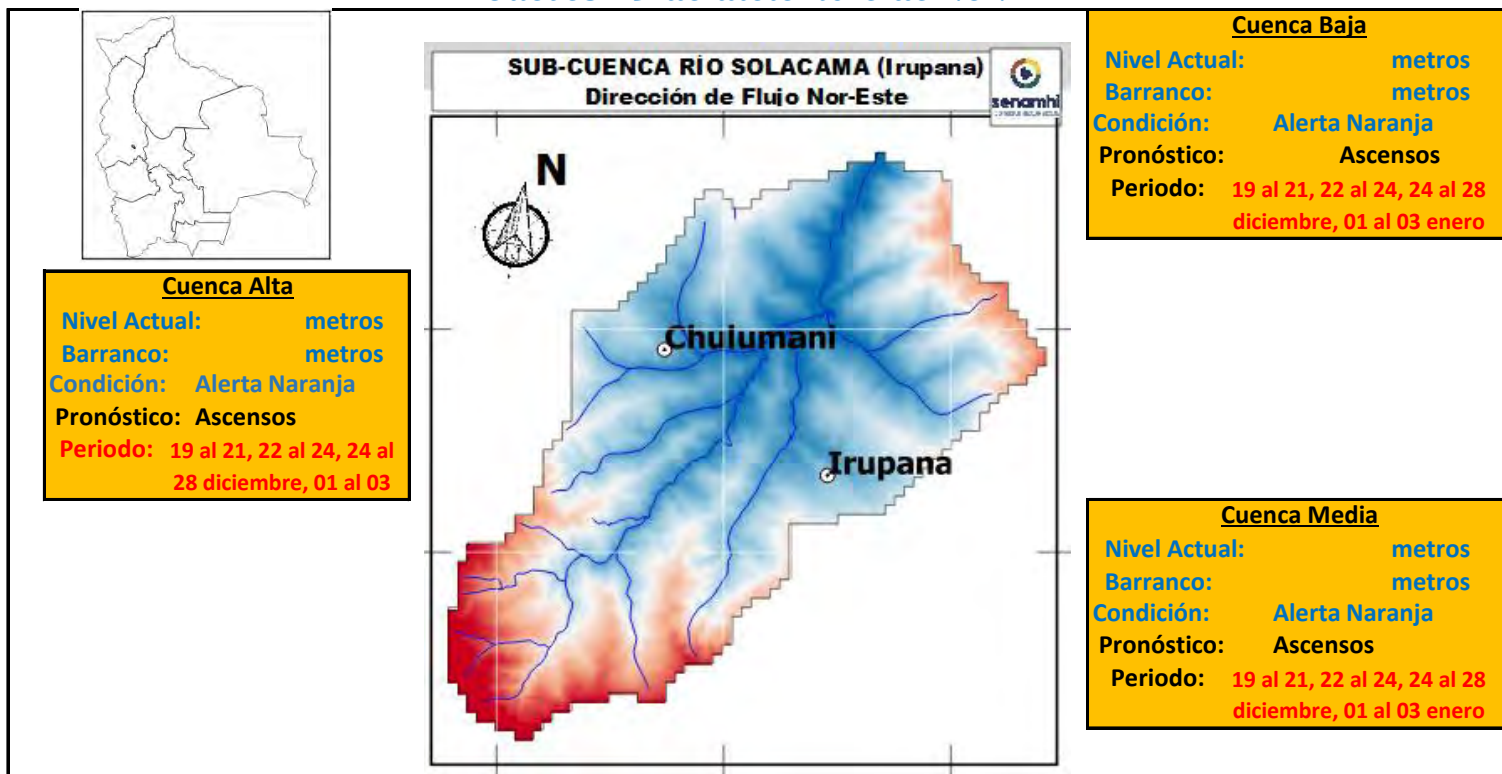 SUB-CUENCA RÍO SOLACAMA (Irupana)
Dirección de Flujo Nor-Este
senamhi
N
Chulumani
Irupana
Cuenca Alta
Nivel Actual: metros
Barranco: metros
Condición: Alerta Naranja
Pronóstico: Ascensos
Periodo: 19 al 21, 22 al 24, 24 al
28 diciembre, 01 al 03
Cuenca Baja
Nivel Actual: metros
Barranco: metros
Condición: Alerta Naranja
Pronóstico: Ascensos
Periodo: 19 al 21, 22 al 24, 24 al 28
diciembre, 01 al 03 enero
Cuenca Media
Nivel Actual: metros
Barranco: metros
Condición: Alerta Naranja
Pronóstico: Ascensos
Periodo: 19 al 21, 22 al 24, 24 al 28
diciembre, 01 al 03 enero